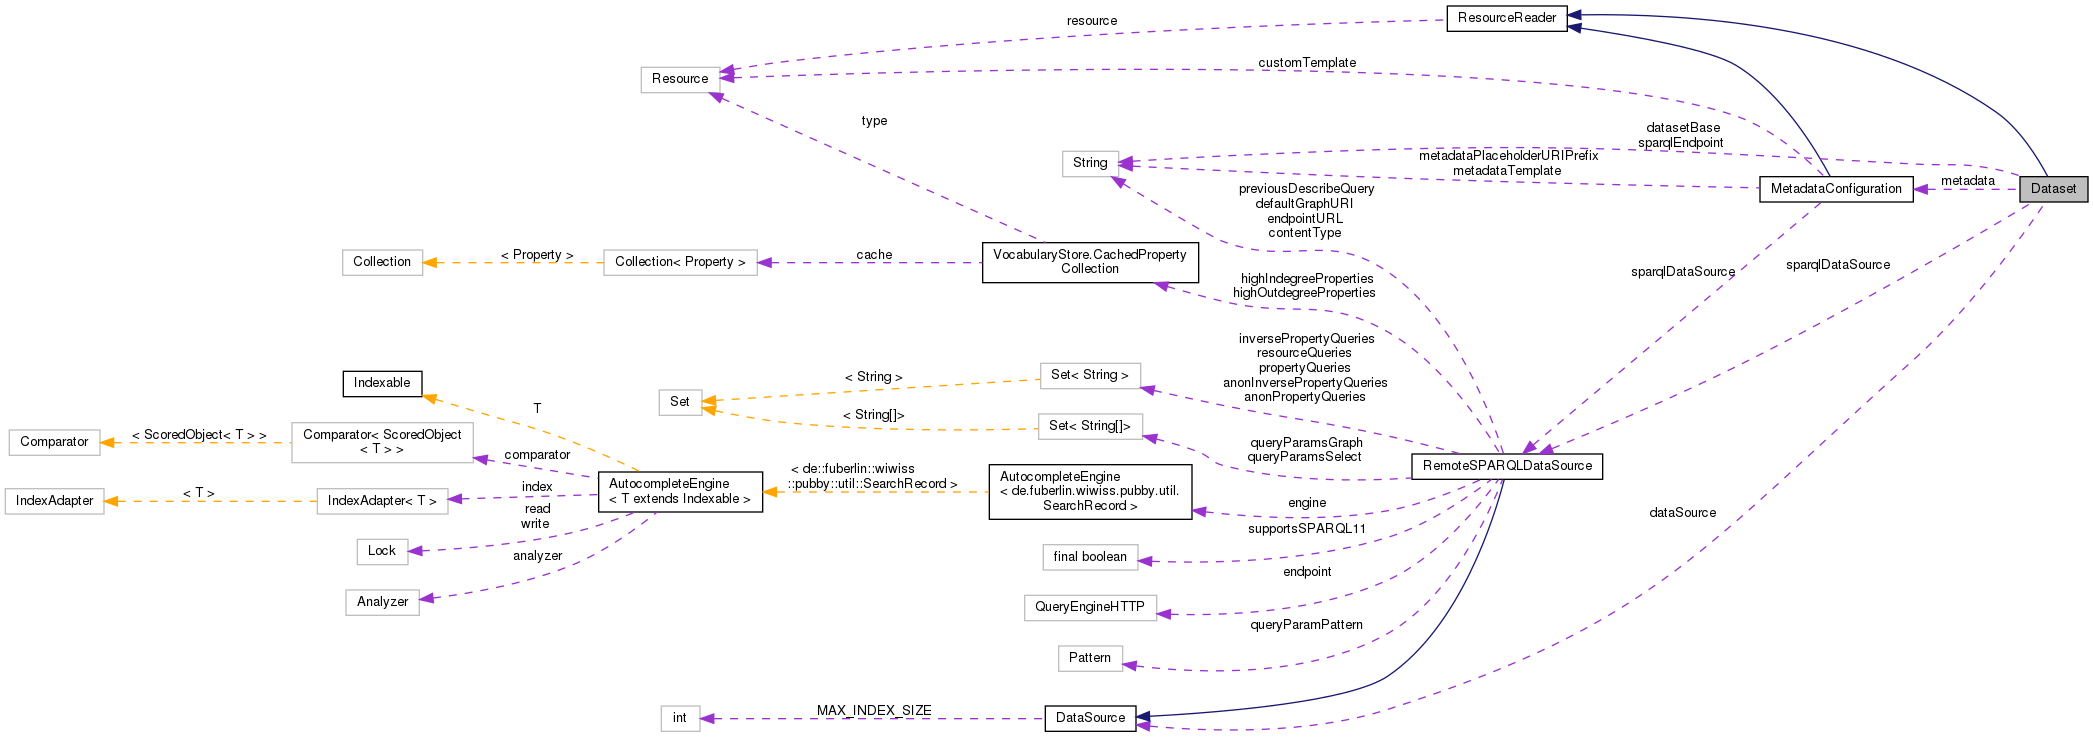 resource
ResourceReader
Resource
customTemplate
type
datasetBase
sparqlEndpoint
String
metadataPlaceholderURIPrefix
metadataTemplate
MetadataConfiguration
metadata
Dataset
previousDescribeQuery
defaultGraphURI
endpointURL
contentType
Collection
< Property >
Collection< Property >
cache
VocabularyStore.CachedProperty
Collection
sparqlDataSource
sparqlDataSource
highIndegreeProperties
highOutdegreeProperties
inversePropertyQueries
resourceQueries
propertyQueries
anonInversePropertyQueries
anonPropertyQueries
Indexable
T
Set
< String >
Set< String >
< String[]>
Set< String[]>
Comparator
< ScoredObject< T > >
Comparator< ScoredObject
< T > >
comparator
queryParamsGraph
queryParamsSelect
RemoteSPARQLDataSource
IndexAdapter
< T >
IndexAdapter< T >
index
read
write
AutocompleteEngine
< T extends Indexable >
< de::fuberlin::wiwiss
::pubby::util::SearchRecord >
AutocompleteEngine
< de.fuberlin.wiwiss.pubby.util.
SearchRecord >
engine
supportsSPARQL11
dataSource
Lock
analyzer
Analyzer
final boolean
endpoint
QueryEngineHTTP
queryParamPattern
Pattern
int
MAX_INDEX_SIZE
DataSource